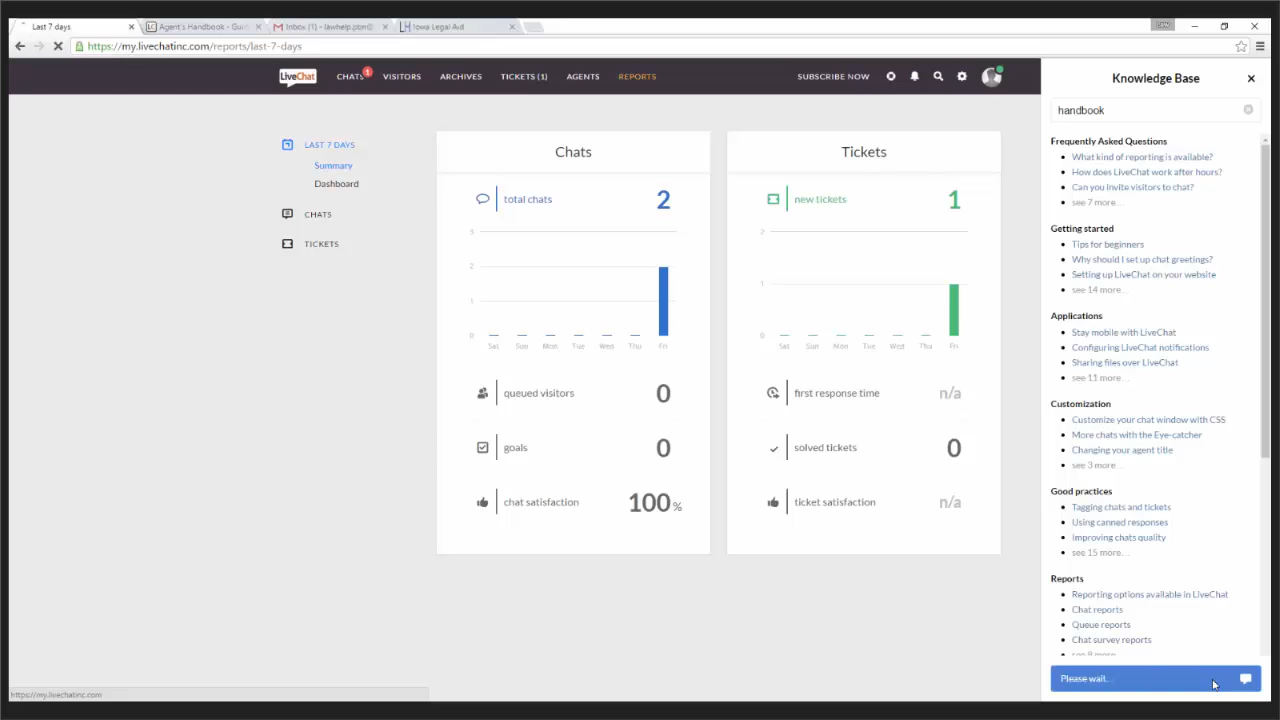 Last 7 days
Agent's Handbook - Guid
Inbox (1) - lawhelp.pbn@
Iowa Legal Aid
https://my.livechatinc.com/reports/last-7-days
LiveChat
CHATS
1
VISITORS
ARCHIVES
TICKETS (1)
AGENTS
REPORTS
SUBSCRIBE NOW
LAST 7 DAYS
Summary
Dashboard
CHATS
TICKETS
Chats
total chats 2
3
2
1
0
Sat Sun Mon Tue Wed Thu Fri
queued visitors 0
goals 0
chat satisfaction 100%
Tickets
new tickets 1
2
1
0
Sat Sun Mon Tue Wed Thu Fri
first response time n/a
solved tickets 0
ticket satisfaction n/a
Knowledge Base
handbook
Frequently Asked Questions
What kind of reporting is available?
How does LiveChat work after hours?
Can you invite visitors to chat?
see 7 more...
Getting started
Tips for beginners
Why should I set up chat greetings?
Setting up LiveChat on your website
see 14 more...
Applications
Stay mobile with LiveChat
Configuring LiveChat notifications
Sharing files over LiveChat
see 11 more...
Customization
Customize your chat window with CSS
More chats with the Eye-catcher
Changing your agent title
see 3 more...
Good practices
Tagging chats and tickets
Using canned responses
Improving chats quality
see 15 more...
Reports
Reporting options available in LiveChat
Chat reports
Queue reports
Chat survey reports
Please wait...
https://my.livechatinc.com